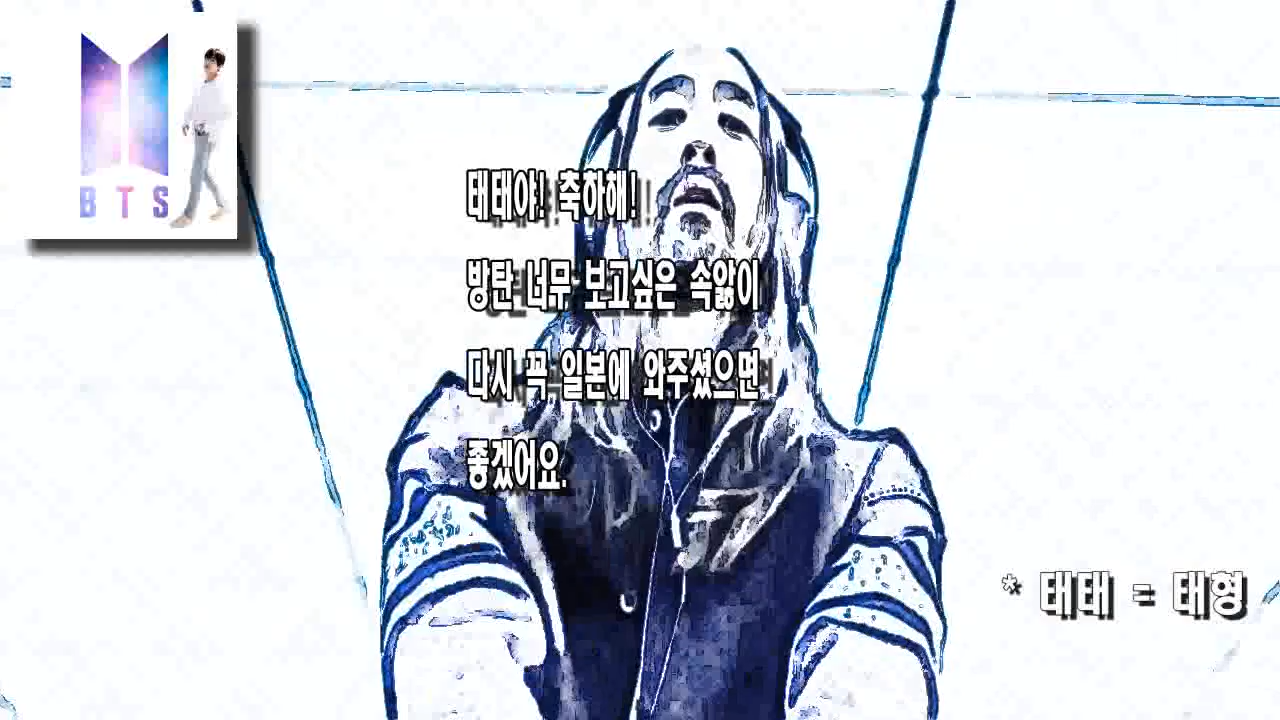 BTS
태태야! 축하해!
방탄 너무 보고싶은 속앓이
다시 꼭 일본에 와주셨으면
좋겠어요.
* 태태 = 태형